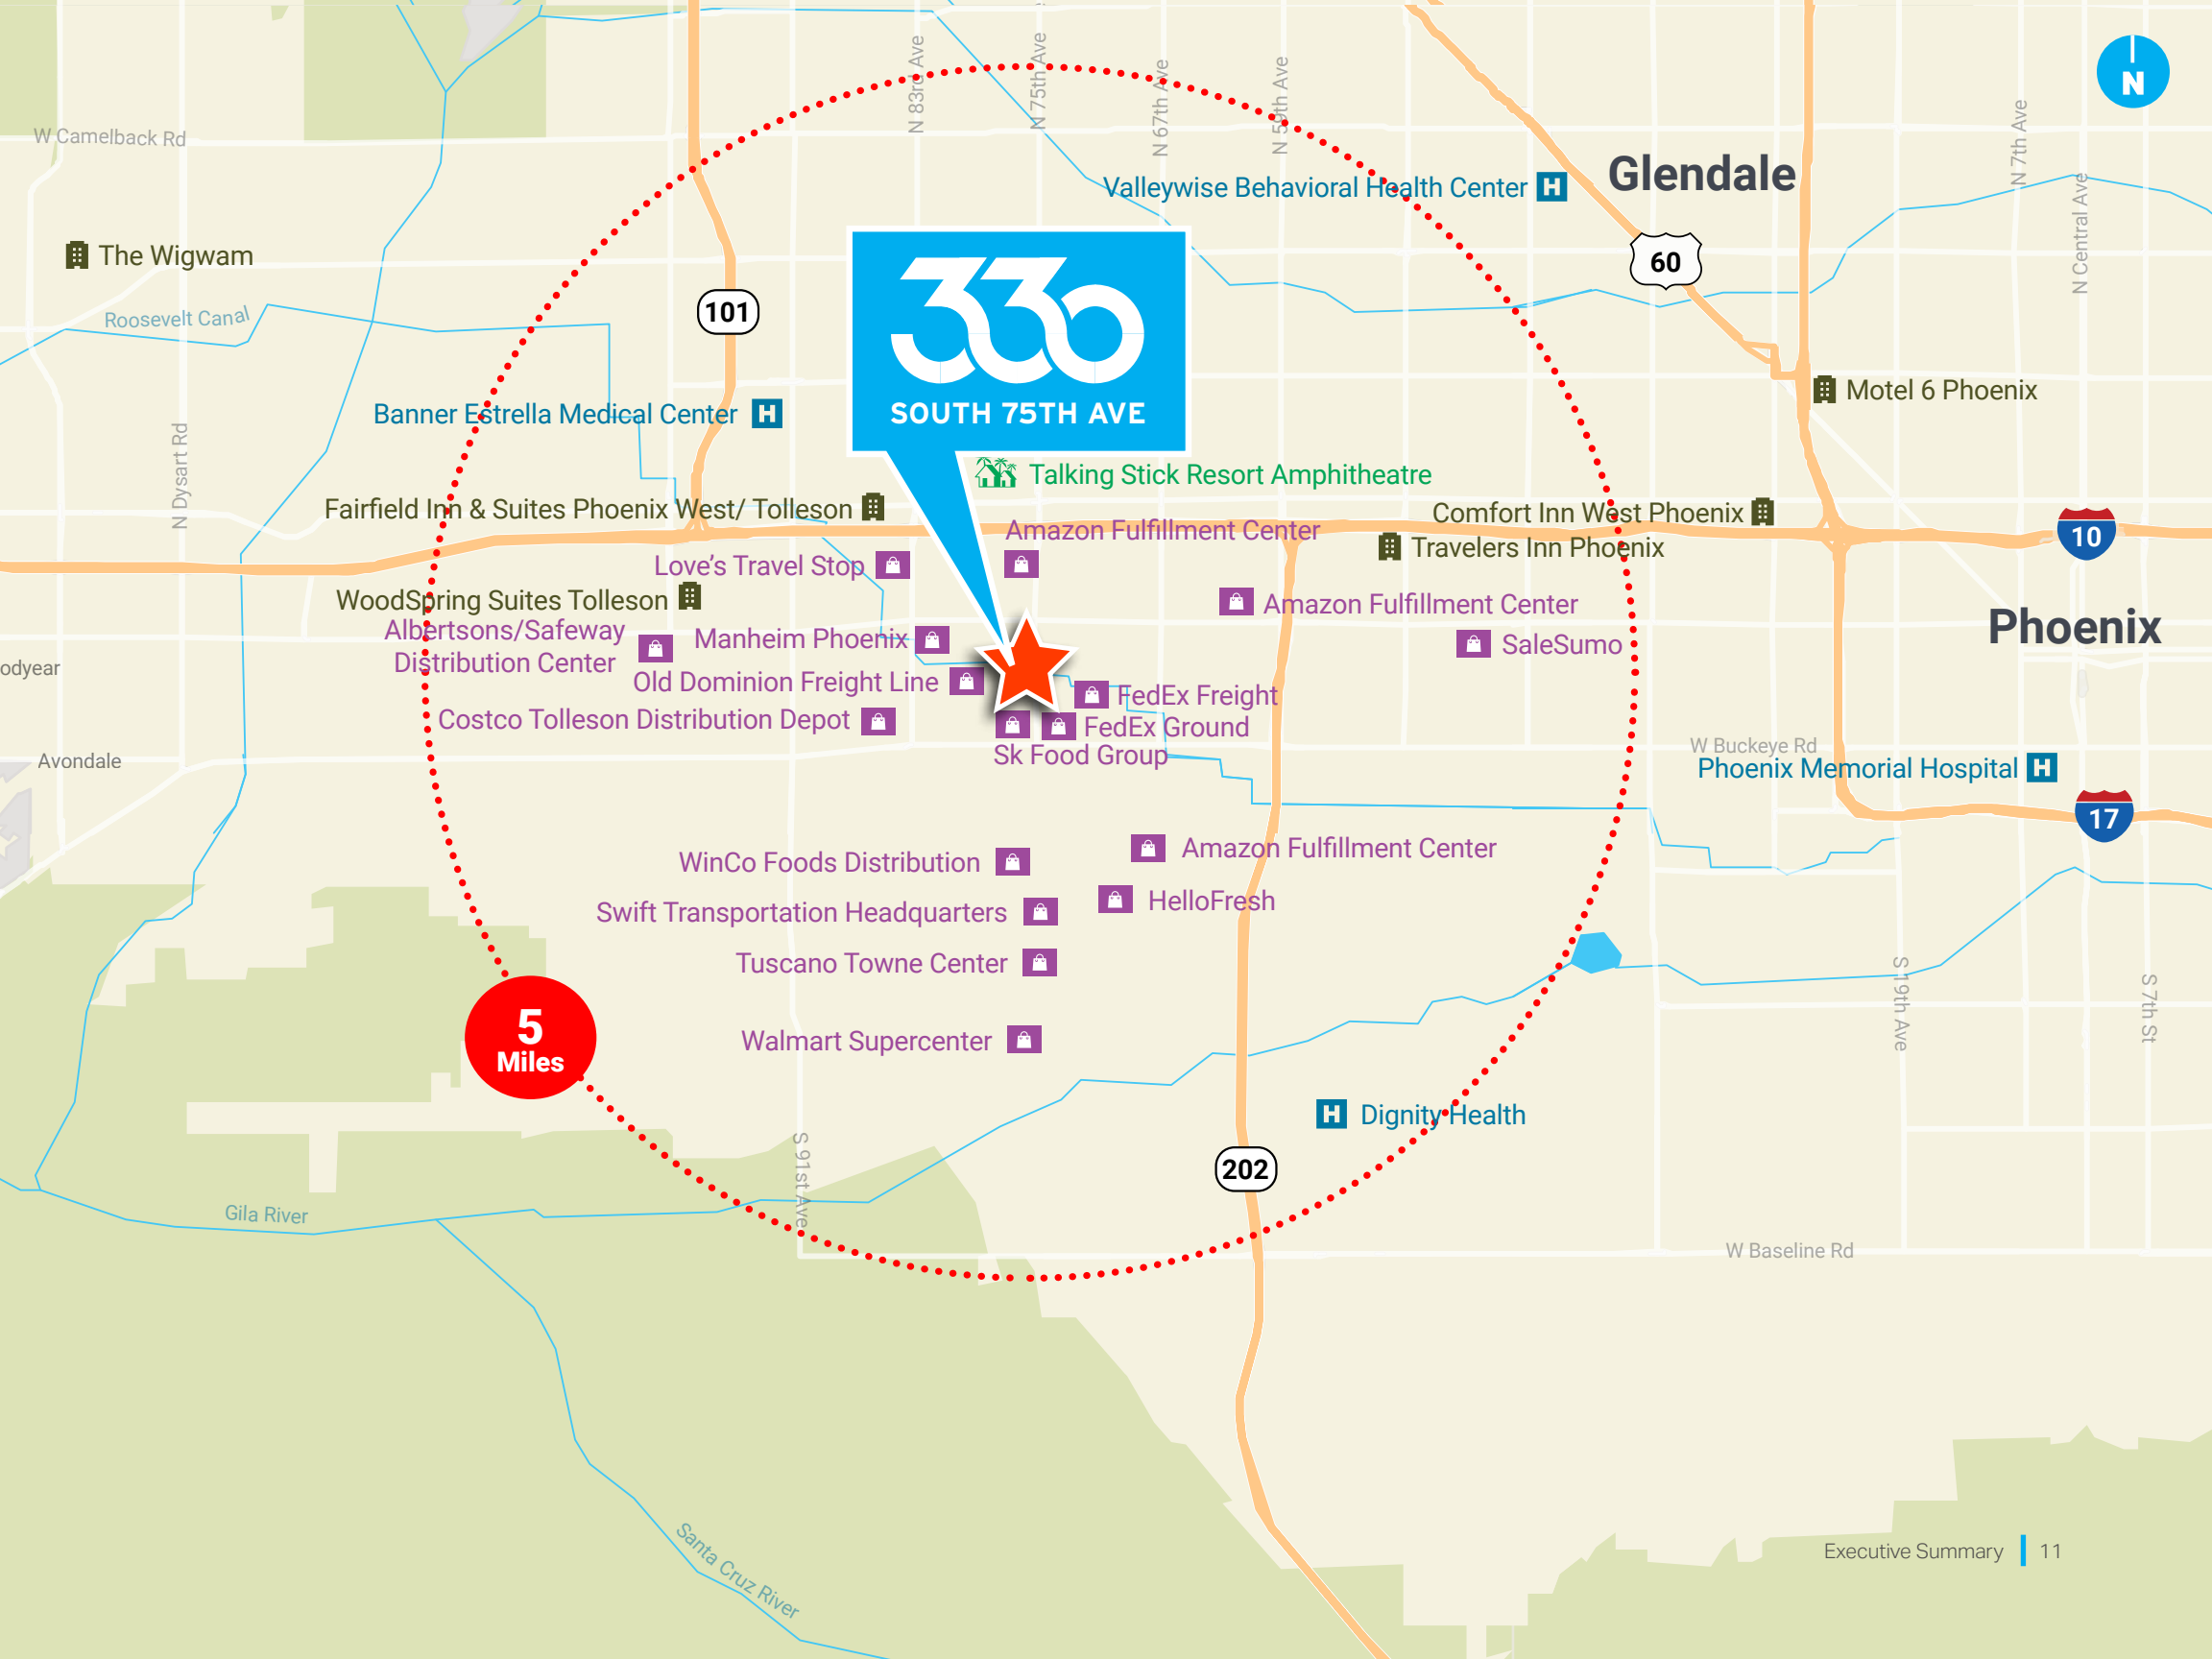 N 83rd Ave
N 75th Ave
N 67th Ave
N 59th Ave
N 7th Ave
N Central Ave
N
W Camelback Rd
Glendale
Valleywise Behavioral Health Center H
The Wigwam
60
Roosevelt Canal
101
330
SOUTH 75TH AVE
Motel 6 Phoenix
Banner Estrella Medical Center H
N Dysart Rd
Talking Stick Resort Amphitheatre
Fairfield Inn & Suites Phoenix West/ Tolleson
Comfort Inn West Phoenix
Amazon Fulfillment Center
10
Travelers Inn Phoenix
Love's Travel Stop
WoodSpring Suites Tolleson
Amazon Fulfillment Center
Phoenix
Albertsons/Safeway
Distribution Center
Manheim Phoenix
SaleSumo
odyear
Old Dominion Freight Line
FedEx Freight
Costco Tolleson Distribution Depot
FedEx Ground
Sk Food Group
W Buckeye Rd
Avondale
Phoenix Memorial Hospital H
17
WinCo Foods Distribution
Amazon Fulfillment Center
HelloFresh
Swift Transportation Headquarters
Tuscano Towne Center
S 19th Ave
S 7th St
5
Miles
Walmart Supercenter
H Dignity Health
S 91st Ave
202
Gila River
W Baseline Rd
Santa Cruz River
Executive Summary 11